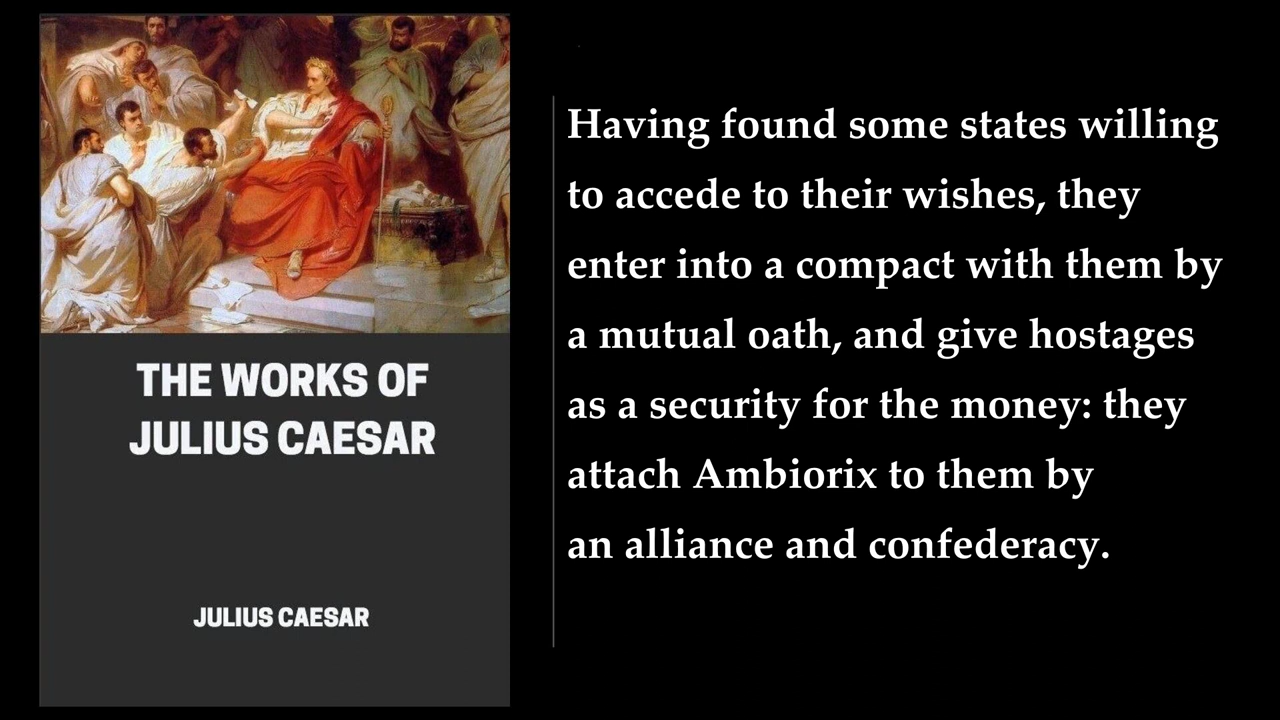 THE WORKS OF
JULIUS CAESAR
JULIUS CAESAR
Having found some states willing
to accede to their wishes, they
enter into a compact with them by
a mutual oath, and give hostages
as a security for the money: they
attach Ambiorix to them by
an alliance and confederacy.